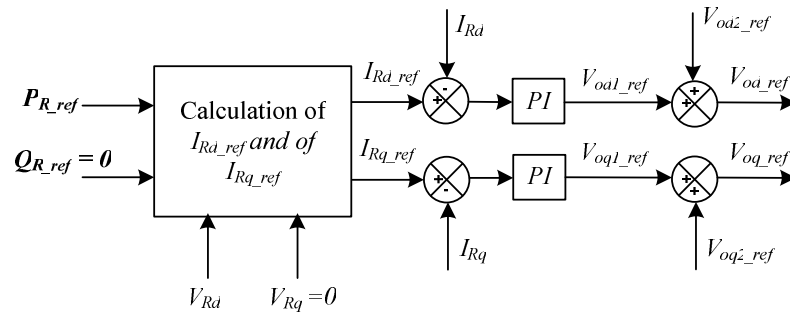 I_Rd
V_od2_ref
P_R_ref
Calculation of
I_Rd_ref and of
I_Rq_ref
I_Rd_ref
-
+
PI
V_od1_ref
+
+
V_od_ref
Q_R_ref = 0
I_Rq_ref
+
-
PI
V_oq1_ref
+
+
V_oq_ref
V_Rd
V_Rq = 0
I_Rq
V_oq2_ref